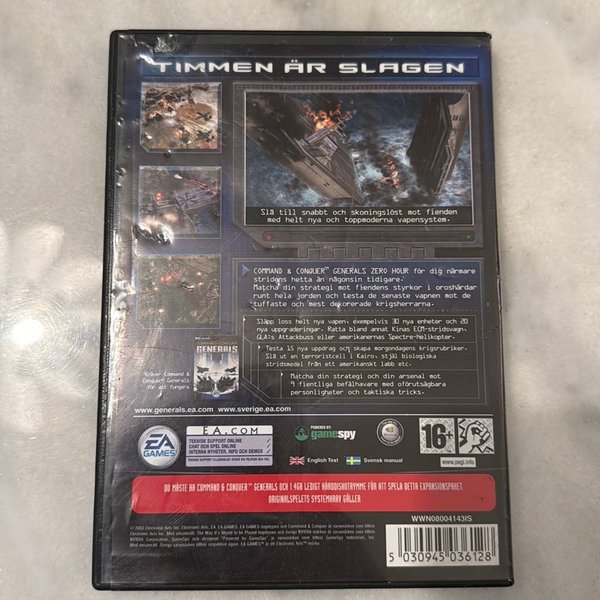 TIMMEN ÄR SLAGEN
Slå till snabbt och skoningslöst mot fienden
med helt nya och toppmoderna vapensystem.
COMMAND & CONQUER™ GENERALS ZERO HOUR för dig närmare
stridens hetta än någonsin tidigare.
Matcha din strategi mot fiendens styrkor i oroshärdar
runt hela jorden och testa de senaste vapnen mot de
tuffaste och mest dekorerade krigsherrarna.
Släpp loss helt nya vapen, exempelvis 30 nya enheter och 20
nya uppgraderingar. Ratta bland annat Kinas ECM-stridsvagn,
GLA:s Attackbuss eller amerikanernas Spectre-helikopter.
Testa 15 nya uppdrag och skapa morgondagens krigsrubriker.
Slå ut en terroristcell i Kairo, stjäl biologiska
stridsmedel från ett amerikanskt labb etc.
Matcha din strategi och din arsenal mot
9 fientliga befälhavare med oförutsägbara
personligheter och taktiska tricks.
GENERALS
Kräver Command &
Conquer Generals
för att fungera
www.generals.ea.com www.sverige.ea.com
EA GAMES
EA.COM
TEKNISK SUPPORT ONLINE
CHATT OCH SPEL ONLINE
INTERNA NYHETER, INFO OCH DEMOS
POWERED BY
gamespy
English Text
Svensk manual
16+
www.pegi.info
DU MÅSTE HA COMMAND & CONQUER™ GENERALS OCH 1,4GB LEDIGT HÅRDDISKUTRYMME FÖR ATT SPELA DETTA EXPANSIONSPAKET.
ORIGINALSPELETS SYSTEMKRAV GÄLLER
WWN08004143IS
5 030945 036128